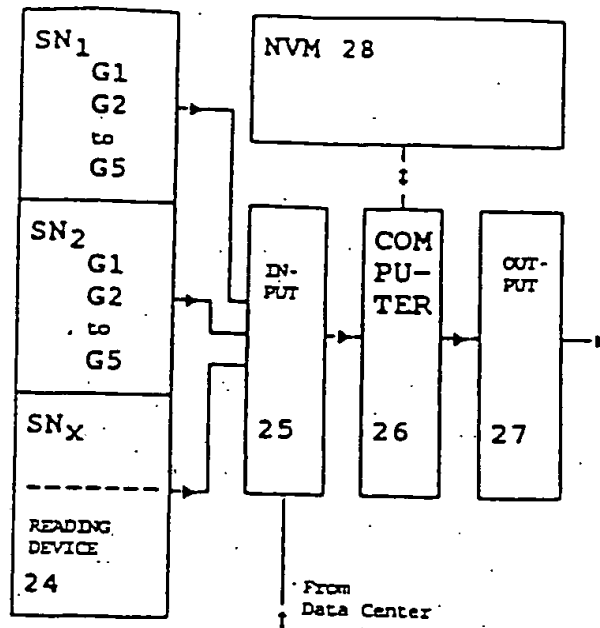 SN1
G1
G2
to
G5
SN2
G1
G2
to
G5
SNX
READING
DEVICE
24
NVM 28
IN-
PUT
25
COM
PU-
TER
26
OUT-
PUT
27
From
Data Center